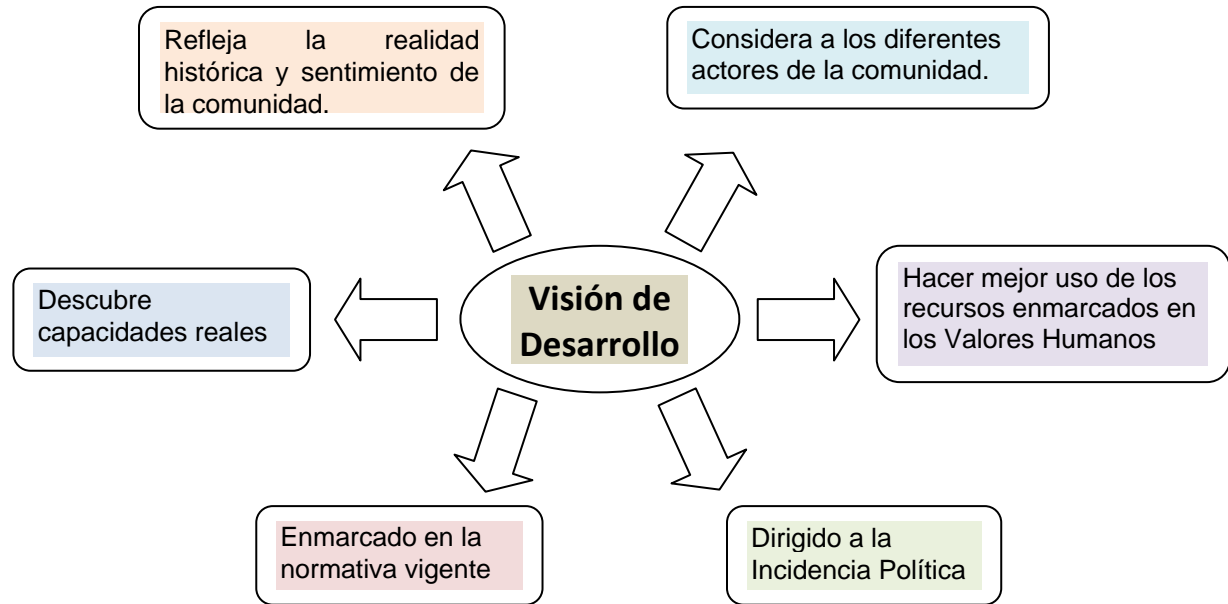 Refleja la realidad
histórica y sentimiento de
la comunidad.
Considera a los diferentes
actores de la comunidad.
Descubre
capacidades reales
Visión de
Desarrollo
Hacer mejor uso de los
recursos enmarcados en
los Valores Humanos
Enmarcado en la
normativa vigente
Dirigido a la
Incidencia Política